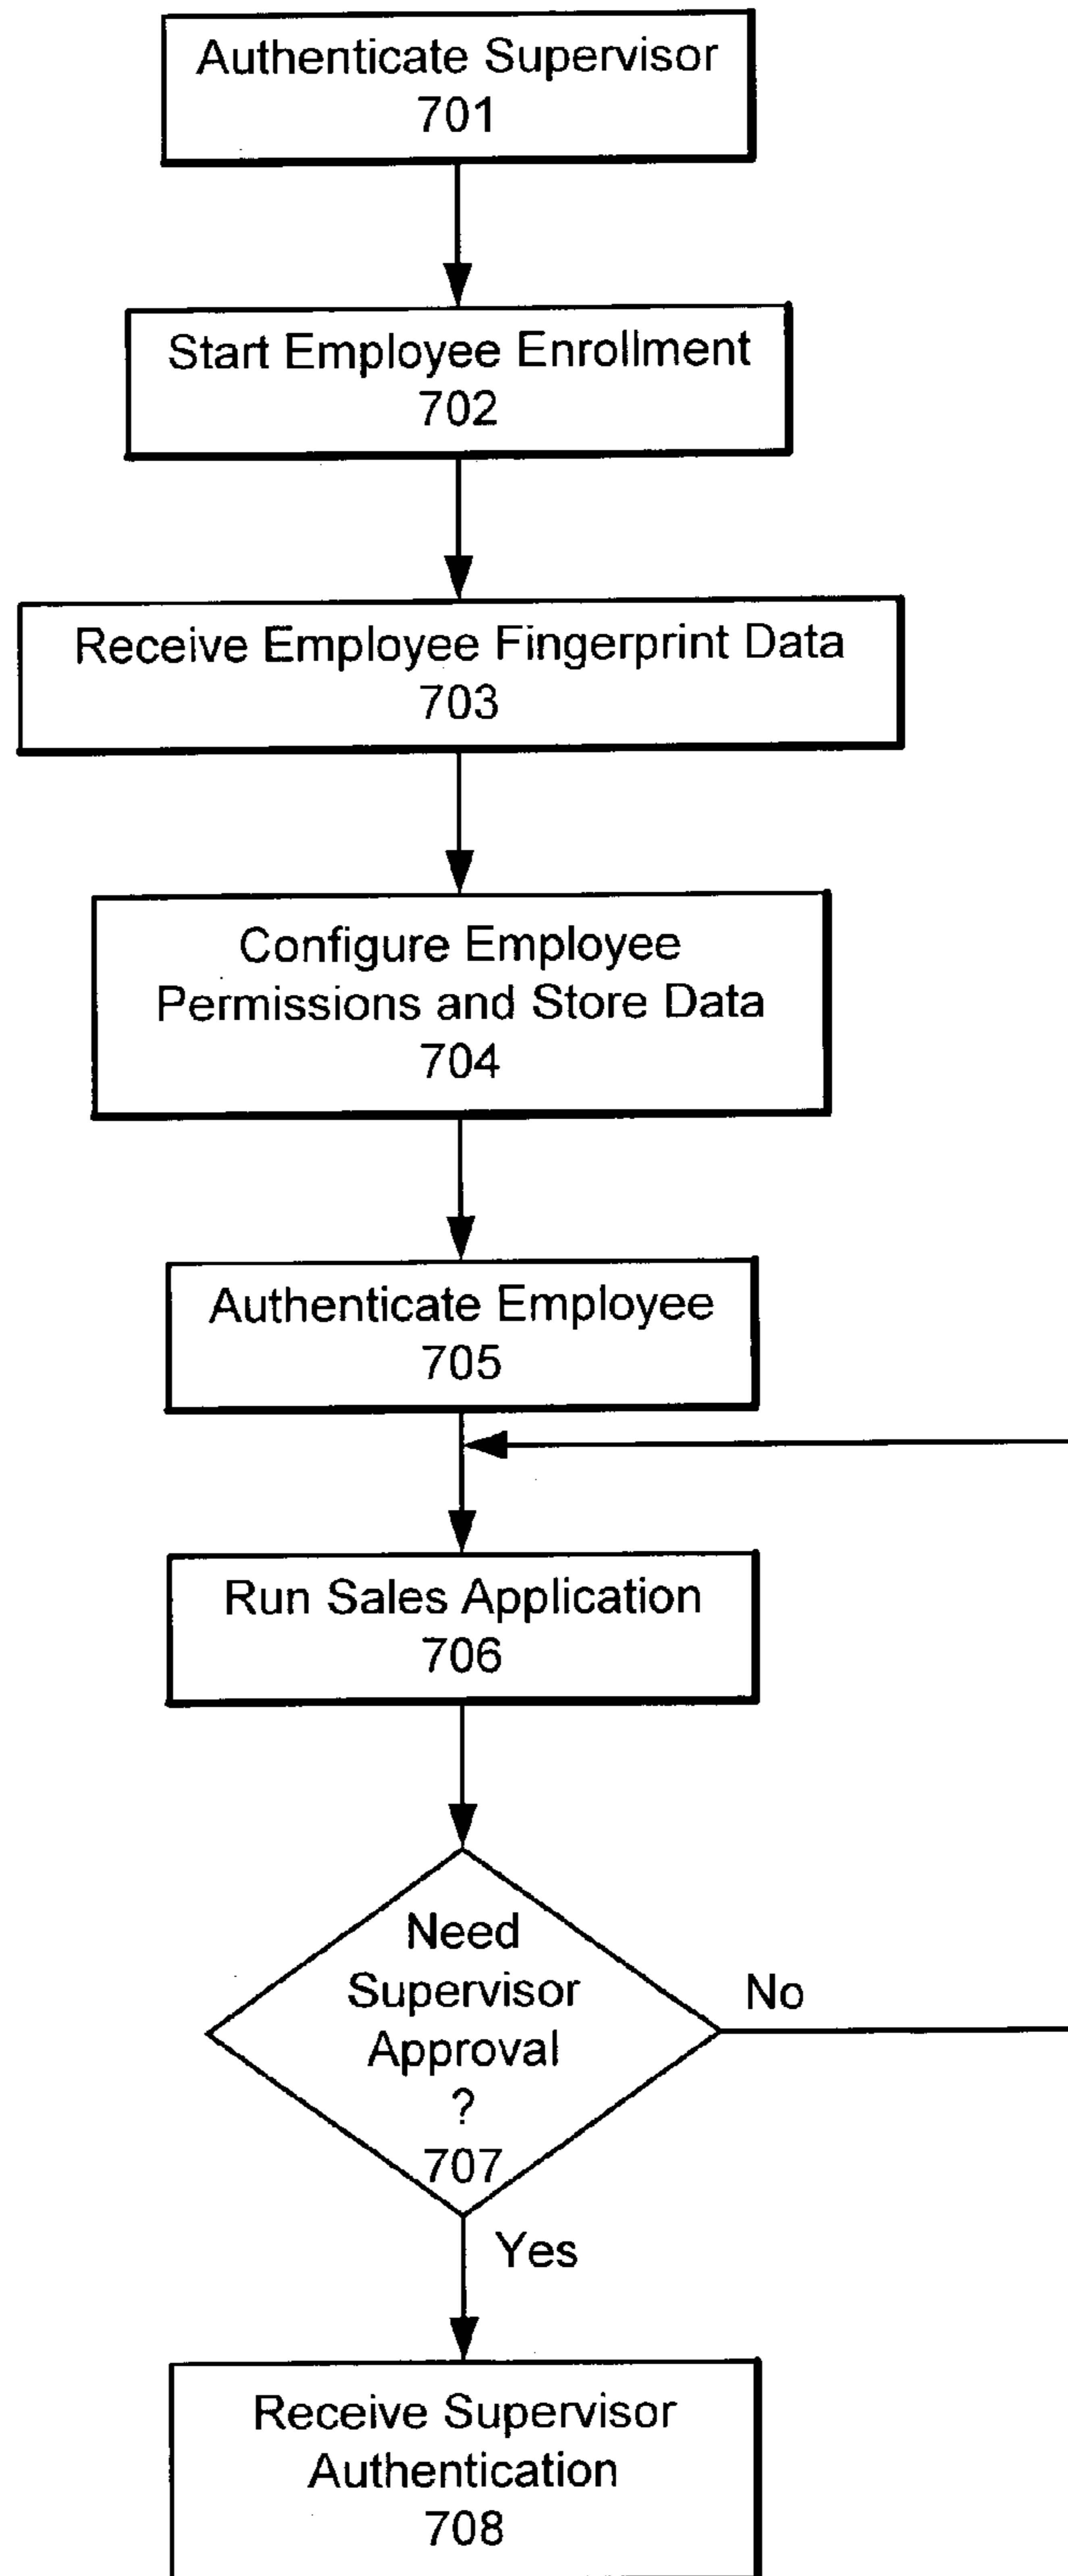 Authenticate Supervisor
701
Start Employee Enrollment
702
Receive Employee Fingerprint Data
703
Configure Employee
Permissions and Store Data
704
Authenticate Employee
705
Run Sales Application
706
Need
Supervisor
Approval
?
707
No
Yes
Receive Supervisor
Authentication
708